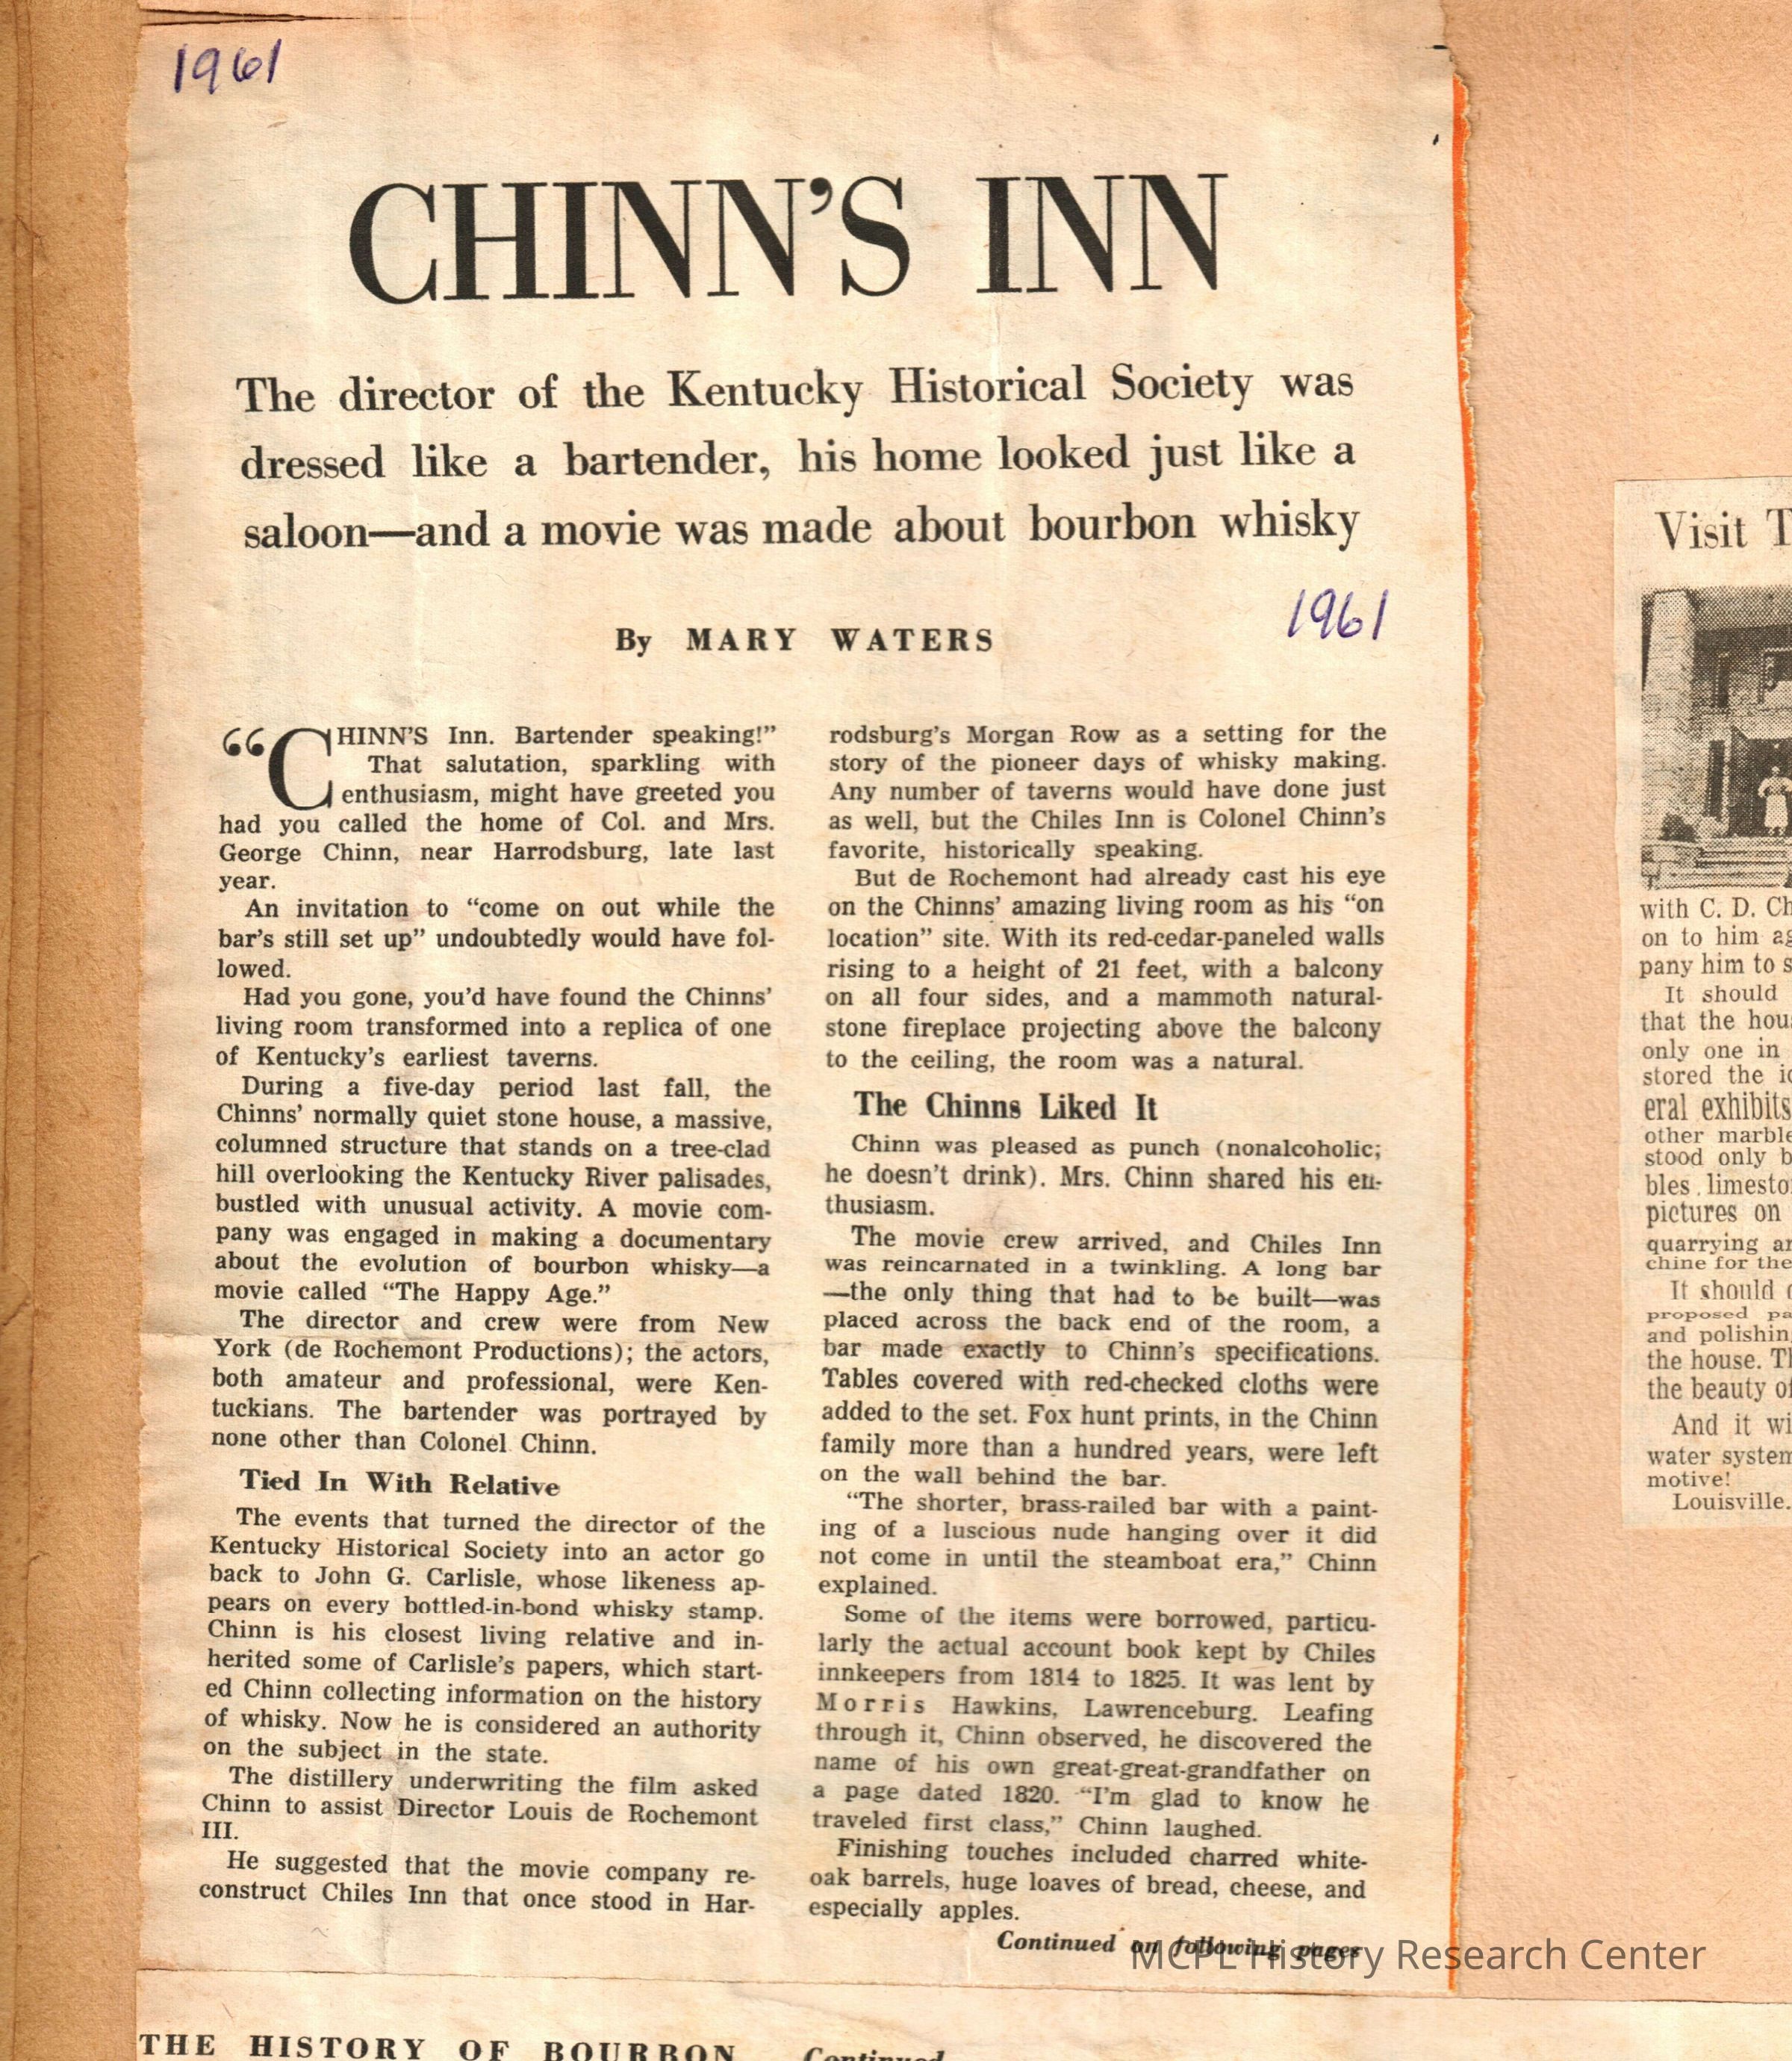 1961
CHINN'S INN
The director of the Kentucky Historical Society was
dressed like a bartender, his home looked just like a
saloon—and a movie was made about bourbon whisky
1961
By MARY WATERS
“CHINN'S Inn. Bartender speaking!”
That salutation, sparkling with
enthusiasm, might have greeted you
had you called the home of Col. and Mrs.
George Chinn, near Harrodsburg, late last
year.
An invitation to “come on out while the
bar's still set up” undoubtedly would have fol-
lowed.
Had you gone, you'd have found the Chinns'
living room transformed into a replica of one
of Kentucky's earliest taverns.
During a five-day period last fall, the
Chinns' normally quiet stone house, a massive,
columned structure that stands on a tree-clad
hill overlooking the Kentucky River palisades,
bustled with unusual activity. A movie com-
pany was engaged in making a documentary
about the evolution of bourbon whisky—a
movie called “The Happy Age.”
The director and crew were from New
York (de Rochemont Productions); the actors,
both amateur and professional, were Ken-
tuckians. The bartender was portrayed by
none other than Colonel Chinn.
Tied In With Relative
The events that turned the director of the
Kentucky Historical Society into an actor go
back to John G. Carlisle, whose likeness ap-
pears on every bottled-in-bond whisky stamp.
Chinn is his closest living relative and in-
herited some of Carlisle's papers, which start-
ed Chinn collecting information on the history
of whisky. Now he is considered an authority
on the subject in the state.
The distillery underwriting the film asked
Chinn to assist Director Louis de Rochemont
III.
He suggested that the movie company re-
construct Chiles Inn that once stood in Har-
rodsburg's Morgan Row as a setting for the
story of the pioneer days of whisky making.
Any number of taverns would have done just
as well, but the Chiles Inn is Colonel Chinn's
favorite, historically speaking.
But de Rochemont had already cast his eye
on the Chinns' amazing living room as his “on
location” site. With its red-cedar-paneled walls
rising to a height of 21 feet, with a balcony
on all four sides, and a mammoth natural-
stone fireplace projecting above the balcony
to the ceiling, the room was a natural.
The Chinns Liked It
Chinn was pleased as punch (nonalcoholic;
he doesn't drink). Mrs. Chinn shared his en-
thusiasm.
The movie crew arrived, and Chiles Inn
was reincarnated in a twinkling. A long bar
—the only thing that had to be built—was
placed across the back end of the room, a
bar made exactly to Chinn's specifications.
Tables covered with red-checked cloths were
added to the set. Fox hunt prints, in the Chinn
family more than a hundred years, were left
on the wall behind the bar.
“The shorter, brass-railed bar with a paint-
ing of a luscious nude hanging over it did
not come in until the steamboat era,” Chinn
explained.
Some of the items were borrowed, particu-
larly the actual account book kept by Chiles
innkeepers from 1814 to 1825. It was lent by
Morris Hawkins, Lawrenceburg. Leafing
through it, Chinn observed, he discovered the
name of his own great-great-grandfather on
a page dated 1820. “I'm glad to know he
traveled first class,” Chinn laughed.
Finishing touches included charred white-
oak barrels, huge loaves of bread, cheese, and
especially apples.
Continued on following pages
MCPL History Research Center
THE HISTORY OF BOURBON Continued
Visit T
with C. D. Ch
on to him ag
pany him to s
It should
that the hous
only one in
stored the ic
eral exhibits
other marble
stood only b
bles, limesto
pictures on
quarrying an
chine for the
It should
proposed pa
and polishin
the house. Th
the beauty of
And it wi
water system
motive!
Louisville.